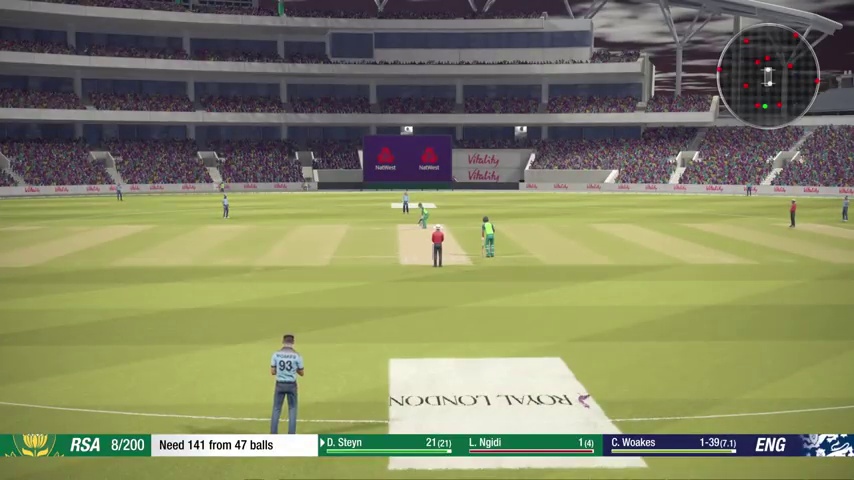 NatWest NatWest
Vitality
Vitality
93
ROYAL LONDON
RSA 8/200 Need 141 from 47 balls D. Steyn 21 (21) L. Ngidi 1 (4) C. Woakes 1-39 (7.1) ENG